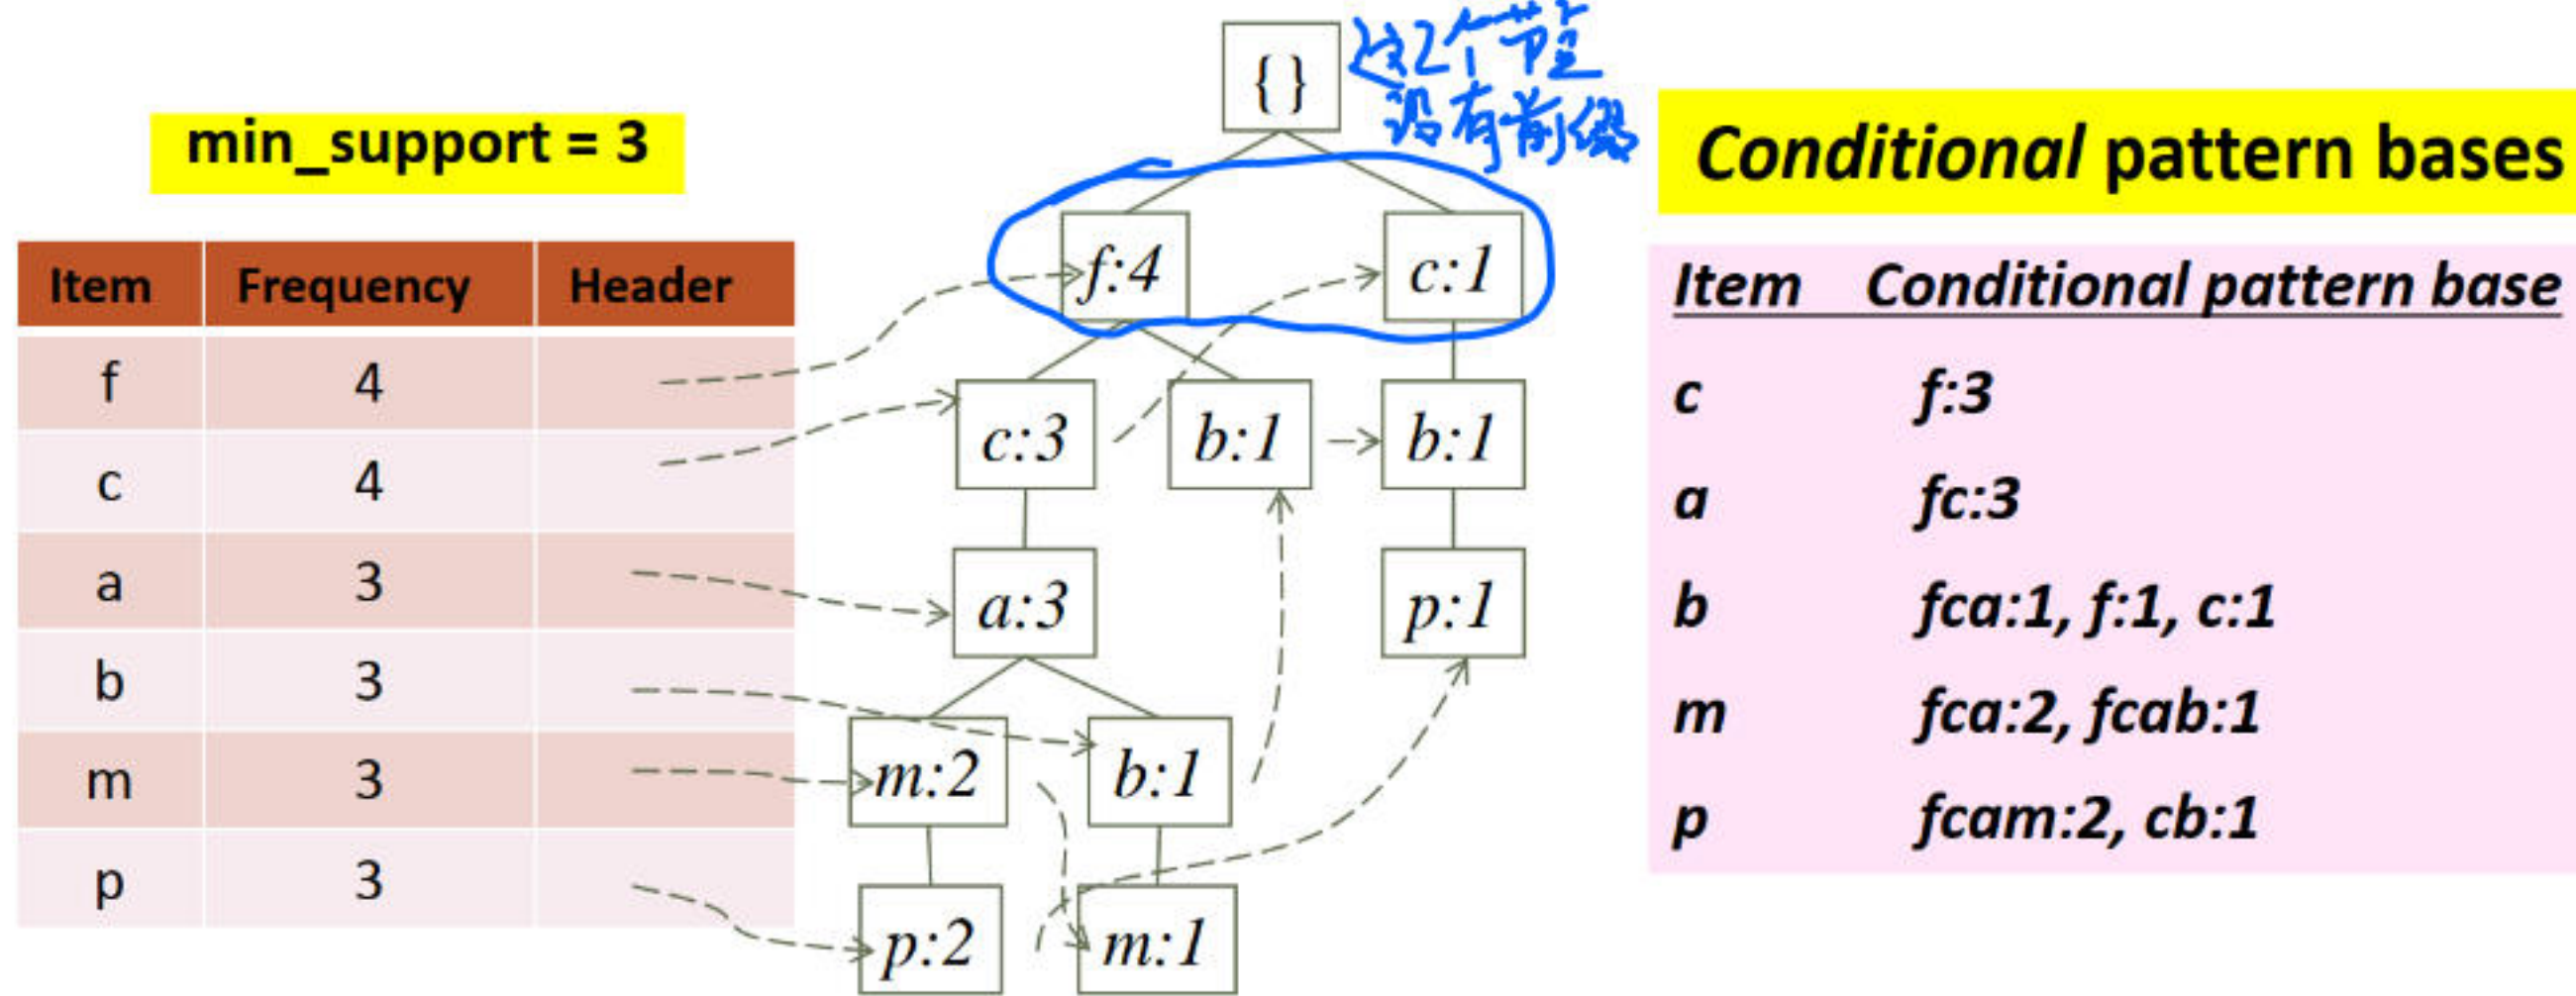 min_support = 3
Item Frequency Header
f 4
c 4
a 3
b 3
m 3
p 3
{}
这2个节点
没有前缀
f:4 c:1
c:3 b:1 b:1
a:3 p:1
m:2 b:1
p:2 m:1
Conditional pattern bases
Item Conditional pattern base
c f:3
a fc:3
b fca:1, f:1, c:1
m fca:2, fcab:1
p fcam:2, cb:1